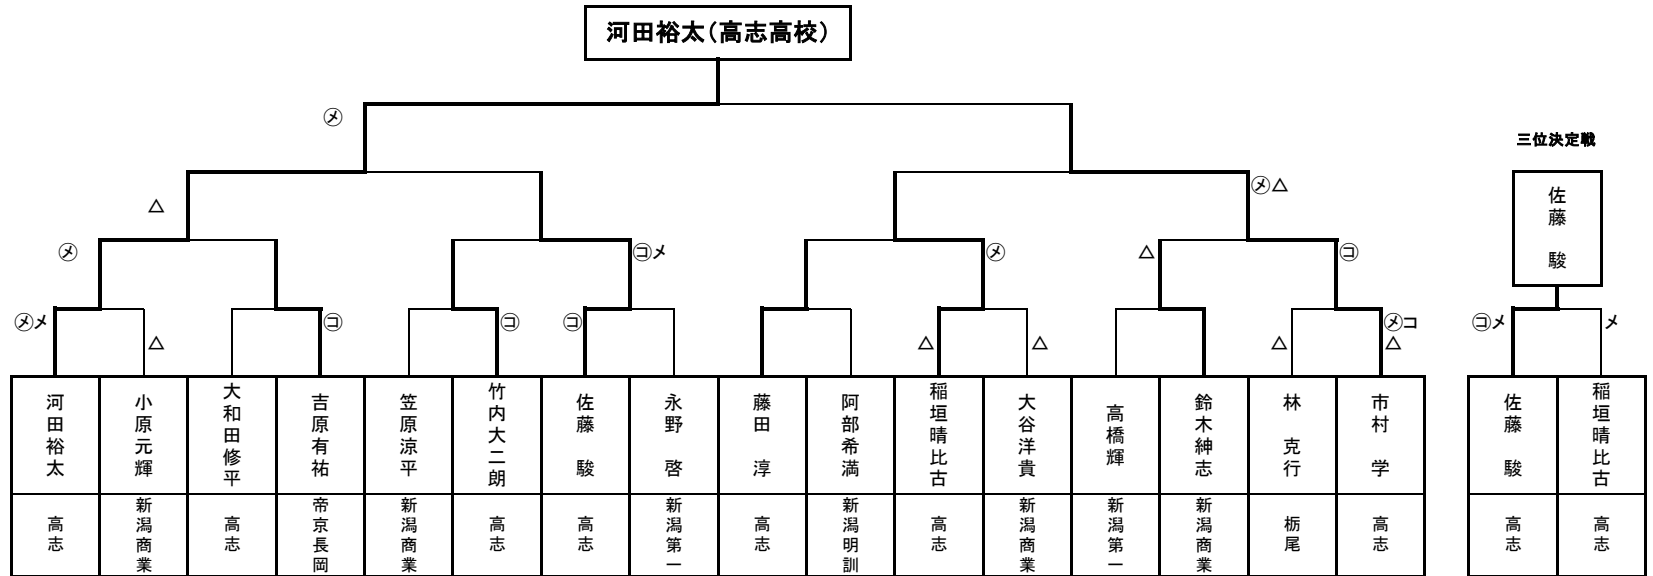 河田裕太（高志高校）
㋱
三位決定戦
㋱△
佐藤　駿
△
㋱
㋙メ
㋱
△
㋙
㋱メ
△
㋙
㋙
㋙
△
△
△
㋱コ
△
㋙メ
メ
河田裕太
小原元輝
大和田修平
吉原有祐
笠原涼平
竹内大二朗
佐藤　駿
永野　啓
藤田　淳
阿部希満
稲垣晴比古
大谷洋貴
高橋輝
鈴木紳志
林　克行
市村　学
佐藤　駿
稲垣晴比古
高志
新潟商業
高志
帝京長岡
新潟商業
高志
高志
新潟第一
高志
新潟明訓
高志
新潟商業
新潟第一
新潟商業
栃尾
高志
高志
高志